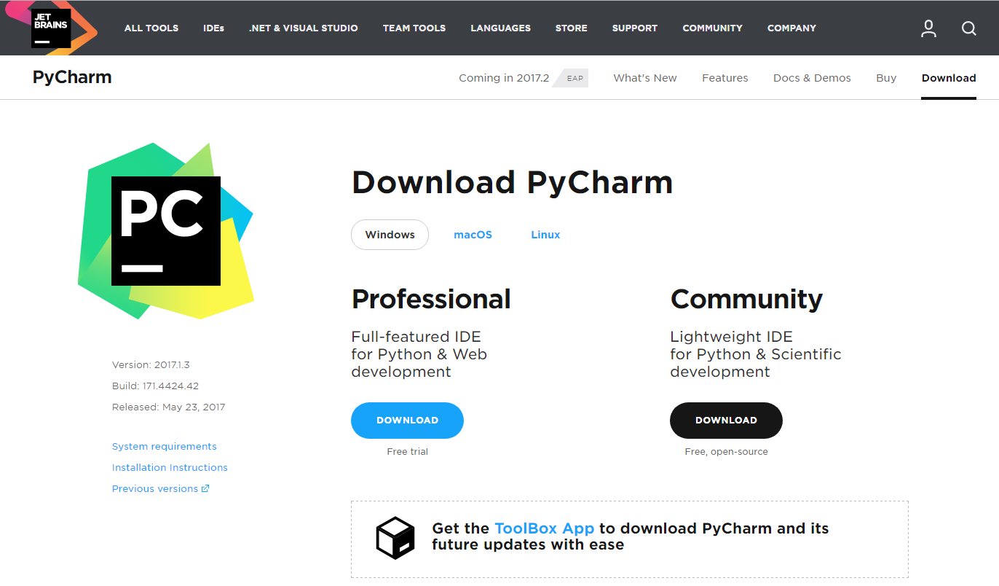 JET
BRAINS
ALL TOOLS IDEs .NET & VISUAL STUDIO TEAM TOOLS LANGUAGES STORE SUPPORT COMMUNITY COMPANY
PyCharm
Coming in 2017.2 EAP What's New Features Docs & Demos Buy Download
PC
Version: 2017.1.3
Build: 171.4424.42
Released: May 23, 2017
System requirements
Installation Instructions
Previous versions
Download PyCharm
Windows macOS Linux
Professional
Full-featured IDE
for Python & Web
development
DOWNLOAD
Free trial
Community
Lightweight IDE
for Python & Scientific
development
DOWNLOAD
Free, open-source
Get the ToolBox App to download PyCharm and its
future updates with ease